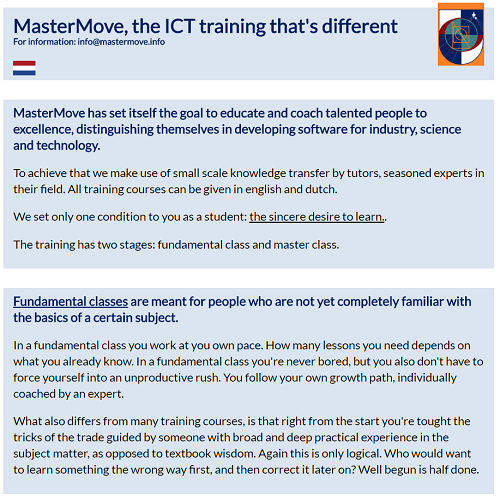 MasterMove, the ICT training that's different
For information: info@mastermove.info
MasterMove has set itself the goal to educate and coach talented people to
excellence, distinguishing themselves in developing software for industry, science
and technology.
To achieve that we make use of small scale knowledge transfer by tutors, seasoned experts in
their field. All training courses can be given in english and dutch.
We set only one condition to you as a student: the sincere desire to learn..
The training has two stages: fundamental class and master class.
Fundamental classes are meant for people who are not yet completely familiar with
the basics of a certain subject.
In a fundamental class you work at you own pace. How many lessons you need depends on
what you already know. In a fundamental class you're never bored, but you also don't have to
force yourself into an unproductive rush. You follow your own growth path, individually
coached by an expert.
What also differs from many training courses, is that right from the start you're tought the
tricks of the trade guided by someone with broad and deep practical experience in the
subject matter, as opposed to textbook wisdom. Again this is only logical. Who would want
to learn something the wrong way first, and then correct it later on? Well begun is half done.